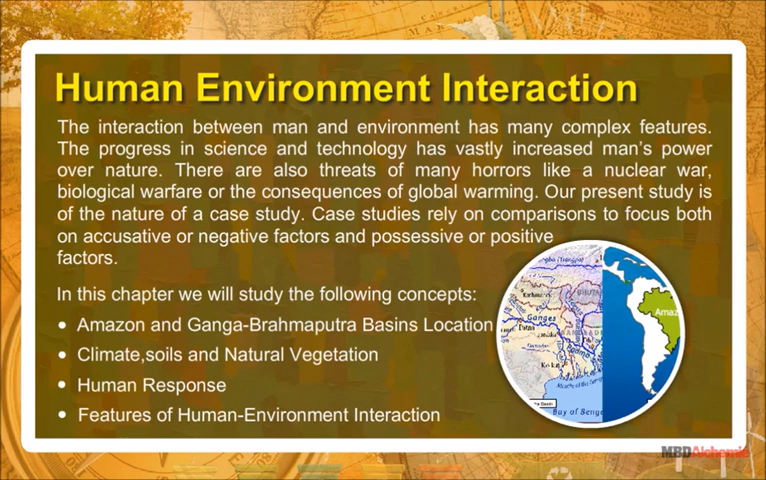 Human Environment Interaction
The interaction between man and environment has many complex features.
The progress in science and technology has vastly increased man's power
over nature. There are also threats of many horrors like a nuclear war,
biological warfare or the consequences of global warming. Our present study is
of the nature of a case study. Case studies rely on comparisons to focus both
on accusative or negative factors and possessive or positive
factors.
In this chapter we will study the following concepts:
• Amazon and Ganga-Brahmaputra Basins Location
• Climate,soils and Natural Vegetation
• Human Response
• Features of Human-Environment Interaction
Ganges
Amaz
Bay of Benga
MBDAlchemie